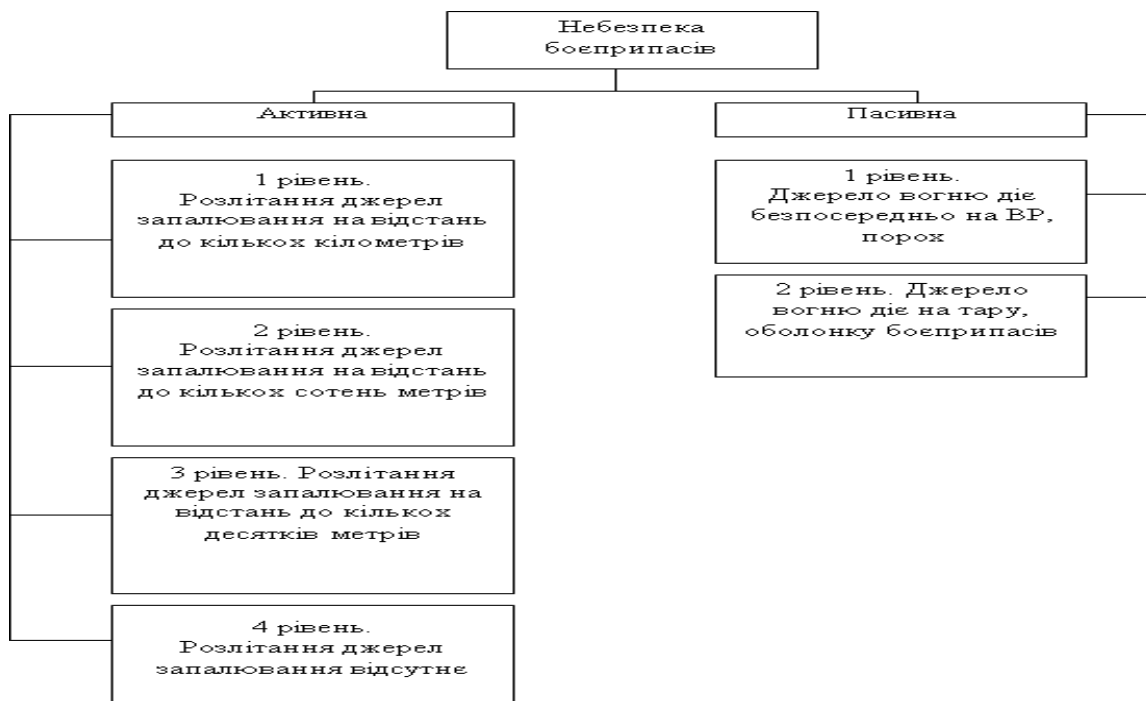 Небезпека
боєприпасів
Активна
Пасивна
1 рівень.
Розлітання джерел
запалювання на відстань
до кількох кілометрів
2 рівень.
Розлітання джерел
запалювання на відстань
до кількох сотень метрів
3 рівень. Розлітання
джерел запалювання на
відстань до кількох
десятків метрів
4 рівень.
Розлітання джерел
запалювання відсутнє
1 рівень.
Джерело вогню діє
безпосередньо на ВР,
порох
2 рівень. Джерело
вогню діє на тару,
оболонку боєприпасів